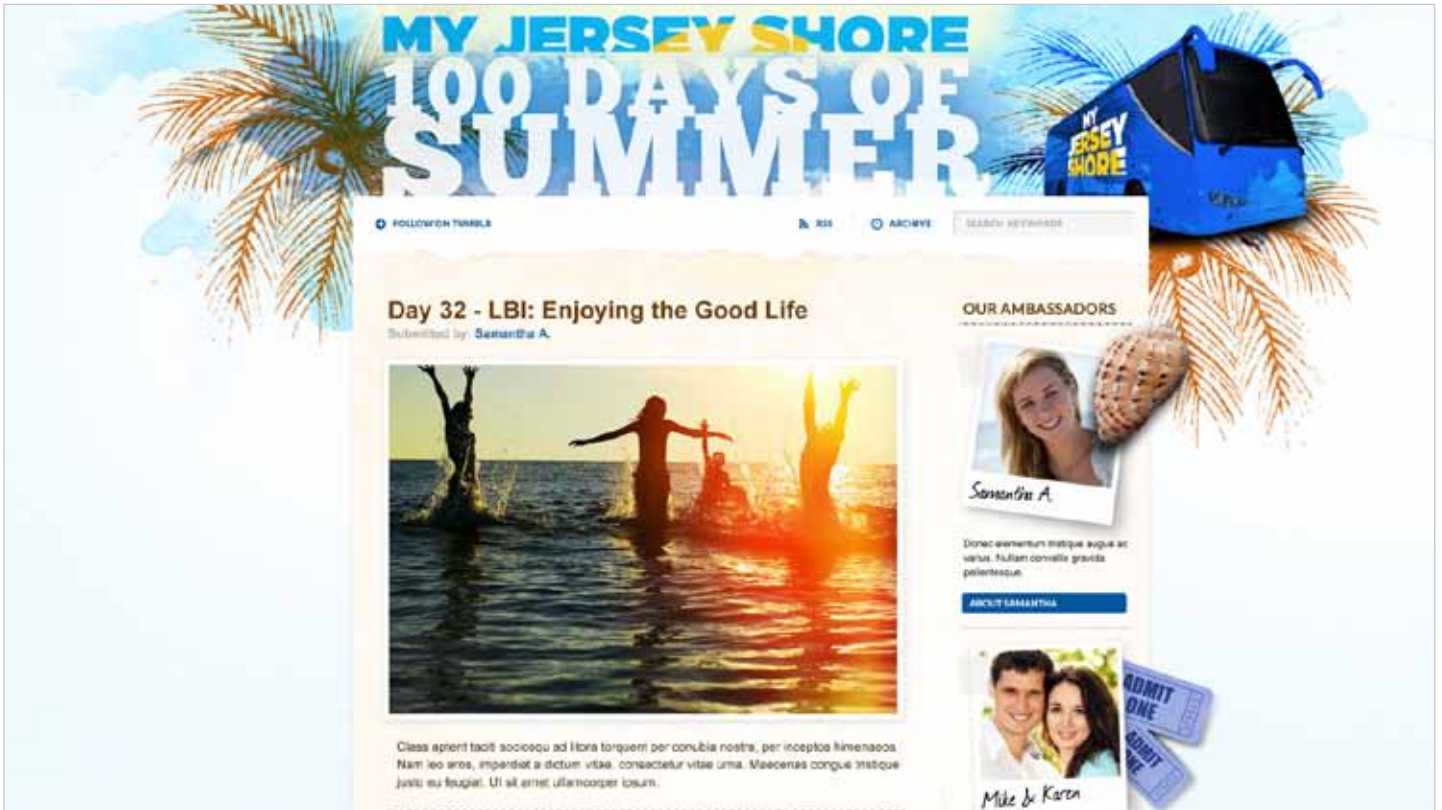 MY JERSEY SHORE
100 DAYS OF
SUMMER
MY
JERSEY
SHORE
FOLLOW ON TUMBLR
RSS
ARCHIVE
SEARCH KEYWORDS
Day 32 - LBI: Enjoying the Good Life
Submitted by: Samantha A.
Class aptent taciti sociosqu ad litora torquent per conubia nostra, per inceptos himenaeos.
Nam leo eros, imperdiet a dictum vitae, consectetur vitae urna. Maecenas congue tristique
justo eu feugiat. Ut sit amet ullamcorper ipsum.
OUR AMBASSADORS
Samantha A.
Donec elementum tristique augue ac
varius. Nullam convallis gravida
pellentesque.
ABOUT SAMANTHA
ADMIT
ONE
ADMIT
Mike & Karen